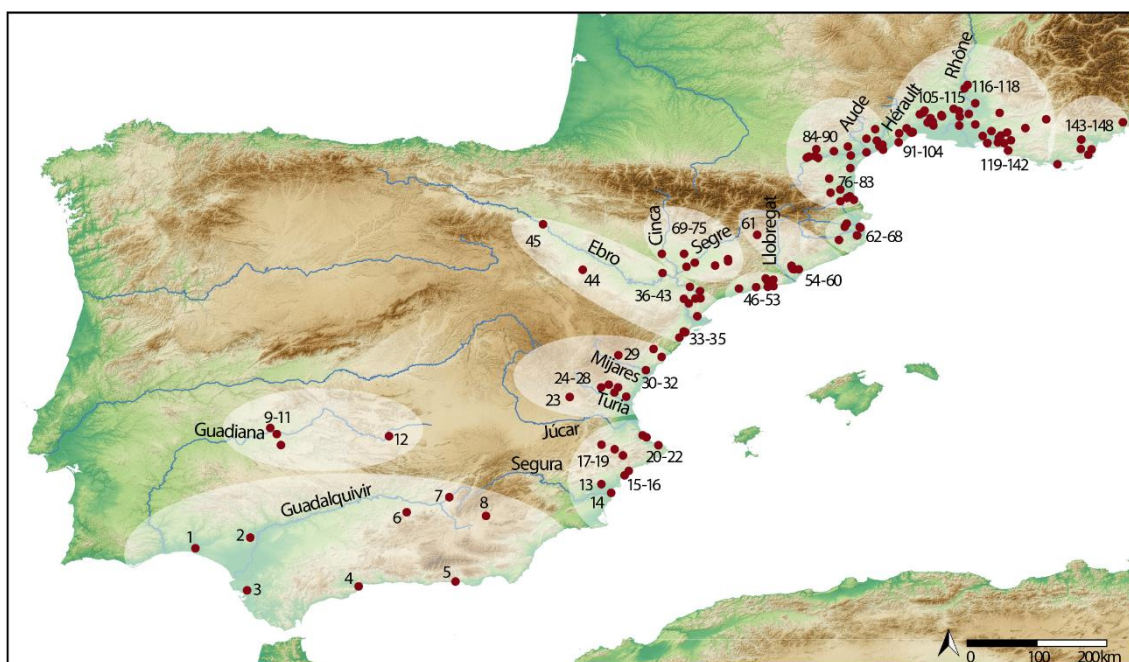 Rhône
116-118
105-115
Hérault
Aude
143-148
84-90
91-104
119-142
76-83
Cinca
69-75
Segre
61
Llobregat
62-68
45
Ebro
44
54-60
36-43
46-53
33-35
29
Mijares
24-28
30-32
23
Turia
9-11
Guadiana
12
Júcar
20-22
17-19
Segura
13
15-16
14
Guadalquivir
7
8
6
2
1
5
4
3
0 100 200km